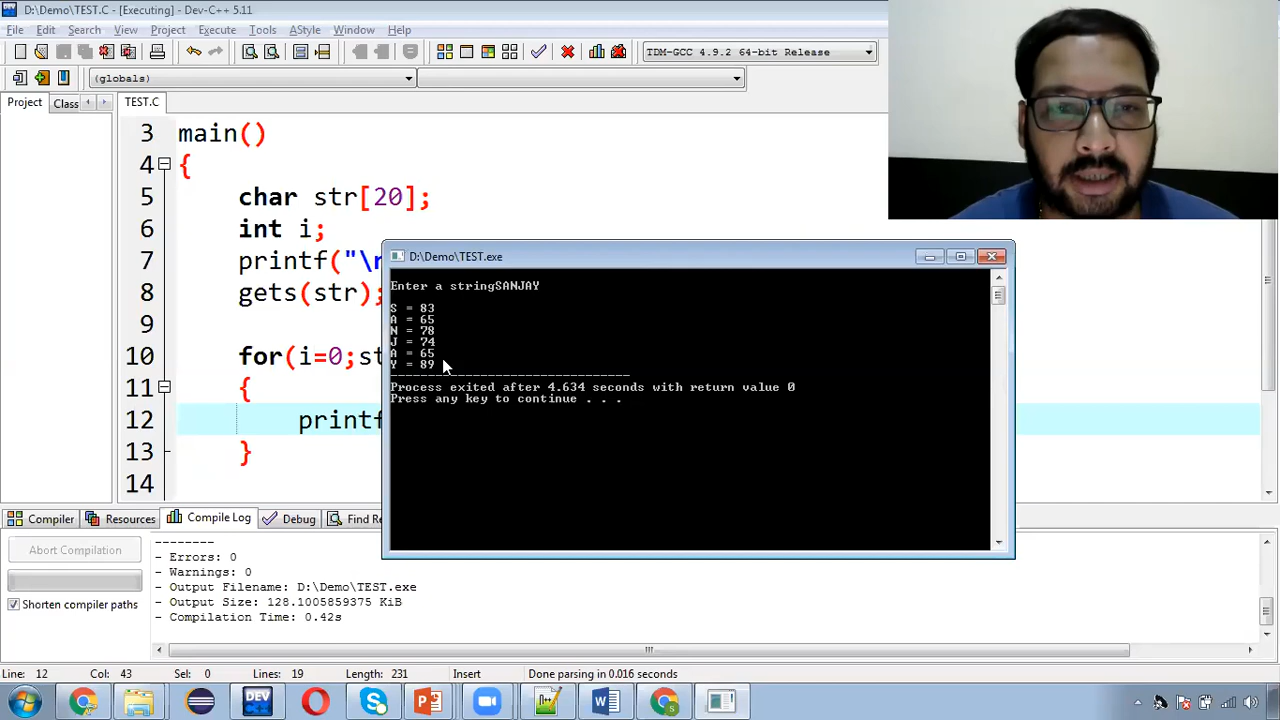 D:\Demo\TEST.C - [Executing] - Dev-C++ 5.11
File Edit Search View Project Execute Tools AStyle Window Help
TDM-GCC 4.9.2 64-bit Release
(globals)
Project Class TEST.C
3 main()
4 {
5 char str[20];
6 int i;
7 printf("\n
8 gets(str);
9
10 for(i=0;st
11 {
12 printf
13 }
14
D:\Demo\TEST.exe
Enter a stringSANJAY
S = 83
A = 65
N = 78
J = 74
A = 65
Y = 89
--------------------------------
Process exited after 4.634 seconds with return value 0
Press any key to continue . . .
Compiler Resources Compile Log Debug Find Re
Abort Compilation
Shorten compiler paths
--------
- Errors: 0
- Warnings: 0
- Output Filename: D:\Demo\TEST.exe
- Output Size: 128.1005859375 KiB
- Compilation Time: 0.42s
Line: 12 Col: 43 Sel: 0 Lines: 19 Length: 231 Insert Done parsing in 0.016 seconds
DEV